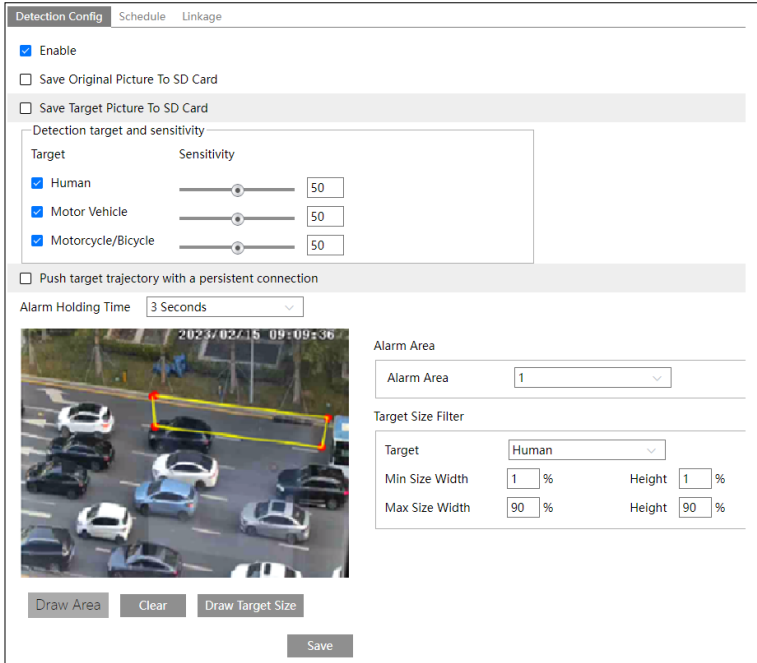 Detection Config Schedule Linkage
Enable
Save Original Picture To SD Card
Save Target Picture To SD Card
Detection target and sensitivity
Target Sensitivity
Human 50
Motor Vehicle 50
Motorcycle/Bicycle 50
Push target trajectory with a persistent connection
Alarm Holding Time 3 Seconds
2023/02/15 09:09:36
Alarm Area
Alarm Area 1
Target Size Filter
Target Human
Min Size Width 1 % Height 1 %
Max Size Width 90 % Height 90 %
Draw Area Clear Draw Target Size
Save